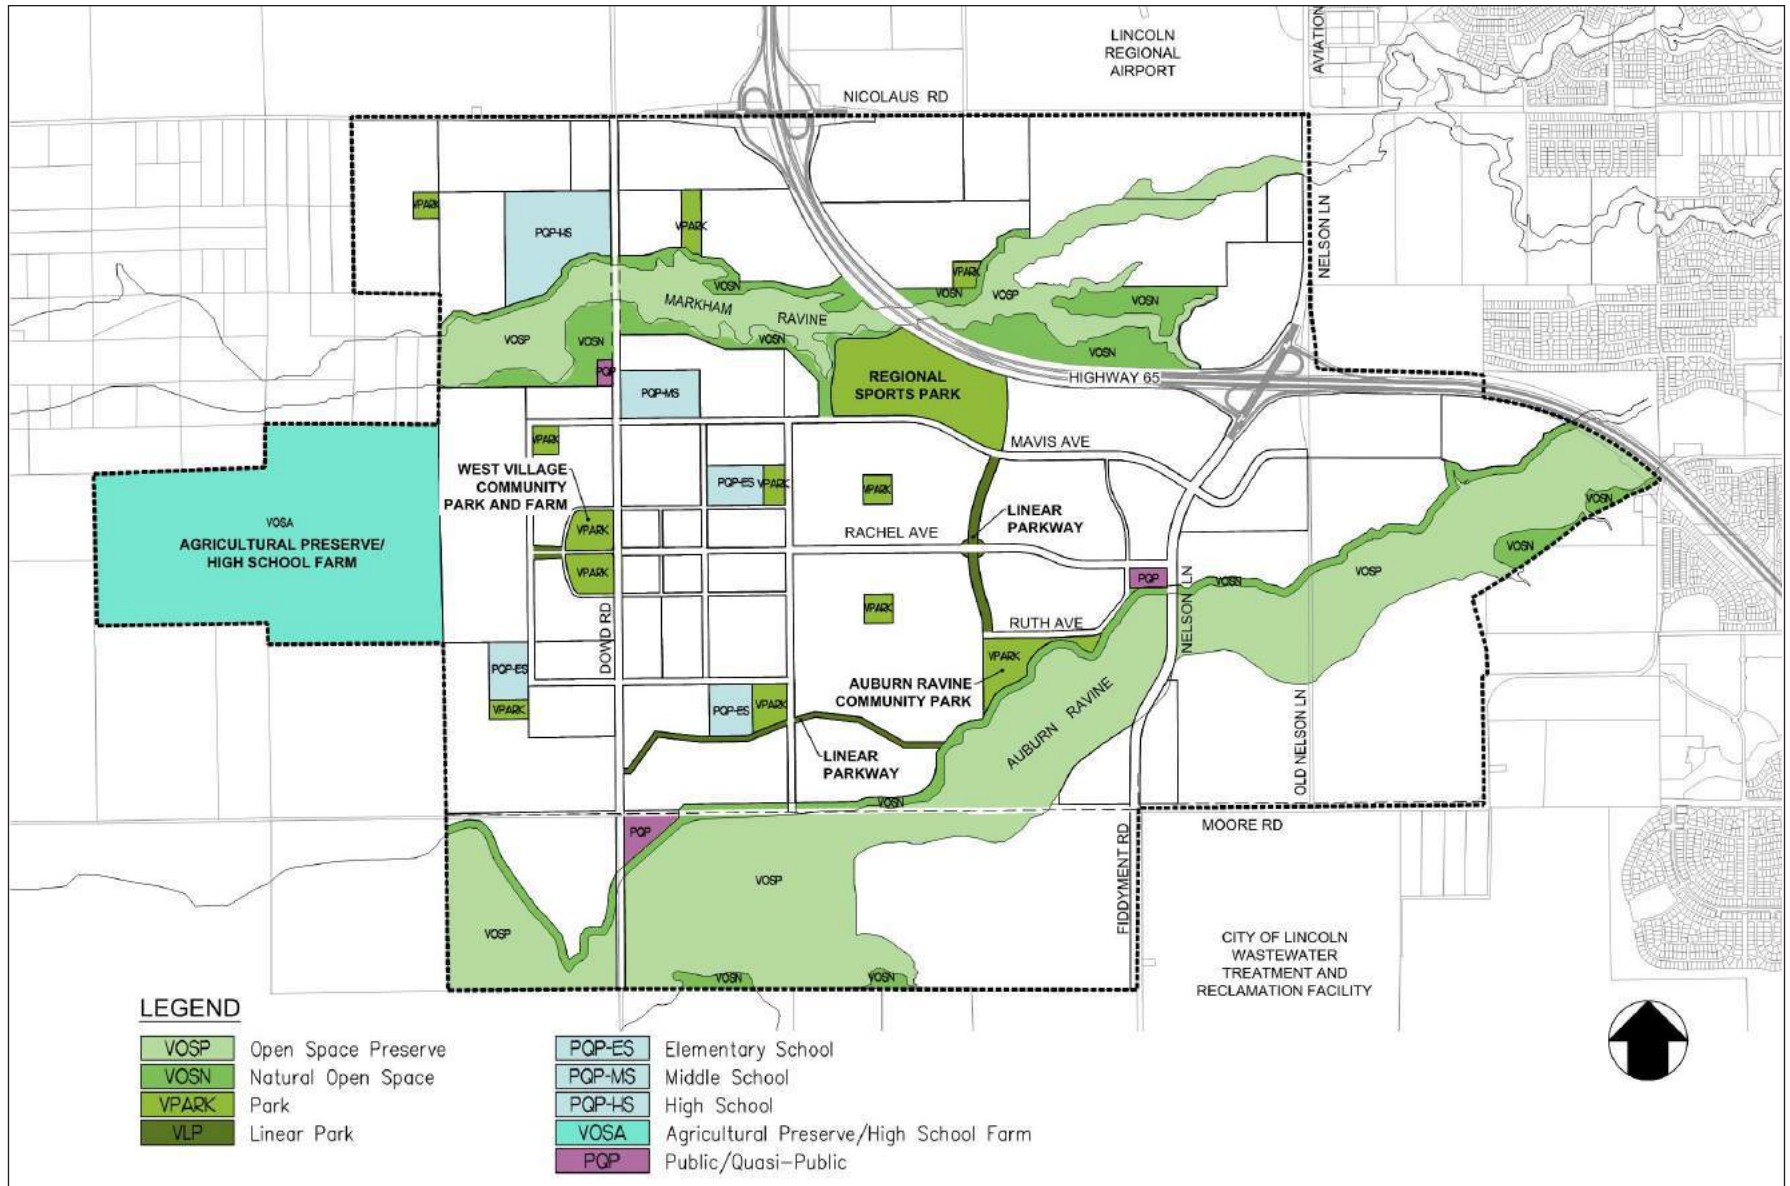 LINCOLN
REGIONAL
AIRPORT
AVIATION
NICOLAUS RD
NELSON LN
VPARK
PQP-HS
VPARK
VPARK
VOSN
VOSN
VOSP
VOSN
MARKHAM
RAVINE
VOSP
VOSN
VOSN
VOSN
PQP
PQP-MS
REGIONAL
SPORTS PARK
HIGHWAY 65
MAVIS AVE
VPARK
WEST VILLAGE
COMMUNITY
PARK AND FARM
PQP-ES
VPARK
VPARK
LINEAR
PARKWAY
VOSN
VOSA
AGRICULTURAL PRESERVE/
HIGH SCHOOL FARM
VPARK
RACHEL AVE
VOSN
VPARK
PQP
VOSN
VOSP
VPARK
DOWD RD
RUTH AVE
NELSON LN
PQP-ES
VPARK
VPARK
AUBURN RAVINE
COMMUNITY PARK
PQP-ES
VPARK
AUBURN RAVINE
OLD NELSON LN
LINEAR
PARKWAY
VOSN
MOORE RD
PQP
VOSP
FIDDYMENT RD
VOSP
CITY OF LINCOLN
WASTEWATER
TREATMENT AND
RECLAMATION FACILITY
VOSN
VOSN
LEGEND
VOSP Open Space Preserve
VOSN Natural Open Space
VPARK Park
VLP Linear Park
PQP-ES Elementary School
PQP-MS Middle School
PQP-HS High School
VOSA Agricultural Preserve/High School Farm
PQP Public/Quasi-Public